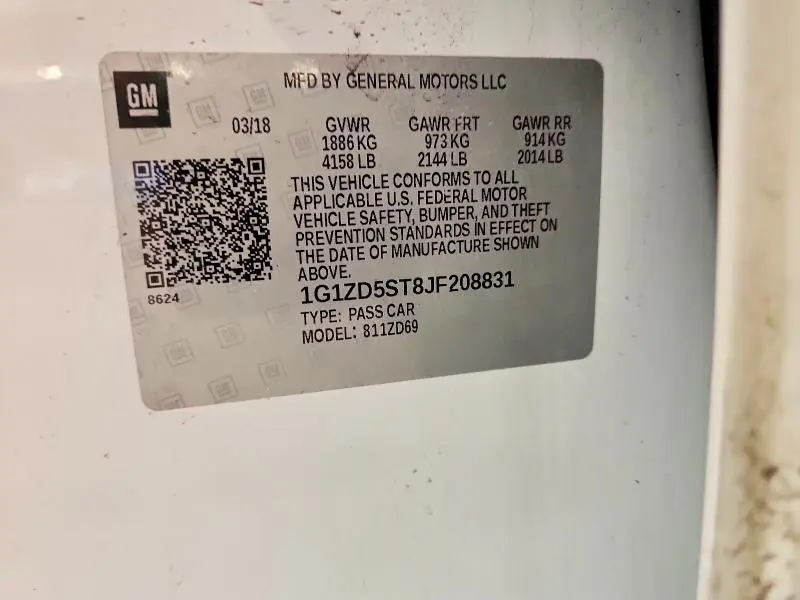 GM
MFD BY GENERAL MOTORS LLC
03/18
GVWR GAWR FRT GAWR RR
1886 KG 973 KG 914 KG
4158 LB 2144 LB 2014 LB
THIS VEHICLE CONFORMS TO ALL
APPLICABLE U.S. FEDERAL MOTOR
VEHICLE SAFETY, BUMPER, AND THEFT
PREVENTION STANDARDS IN EFFECT ON
THE DATE OF MANUFACTURE SHOWN
ABOVE.
8624
1G1ZD5ST8JF208831
TYPE: PASS CAR
MODEL: 811ZD69